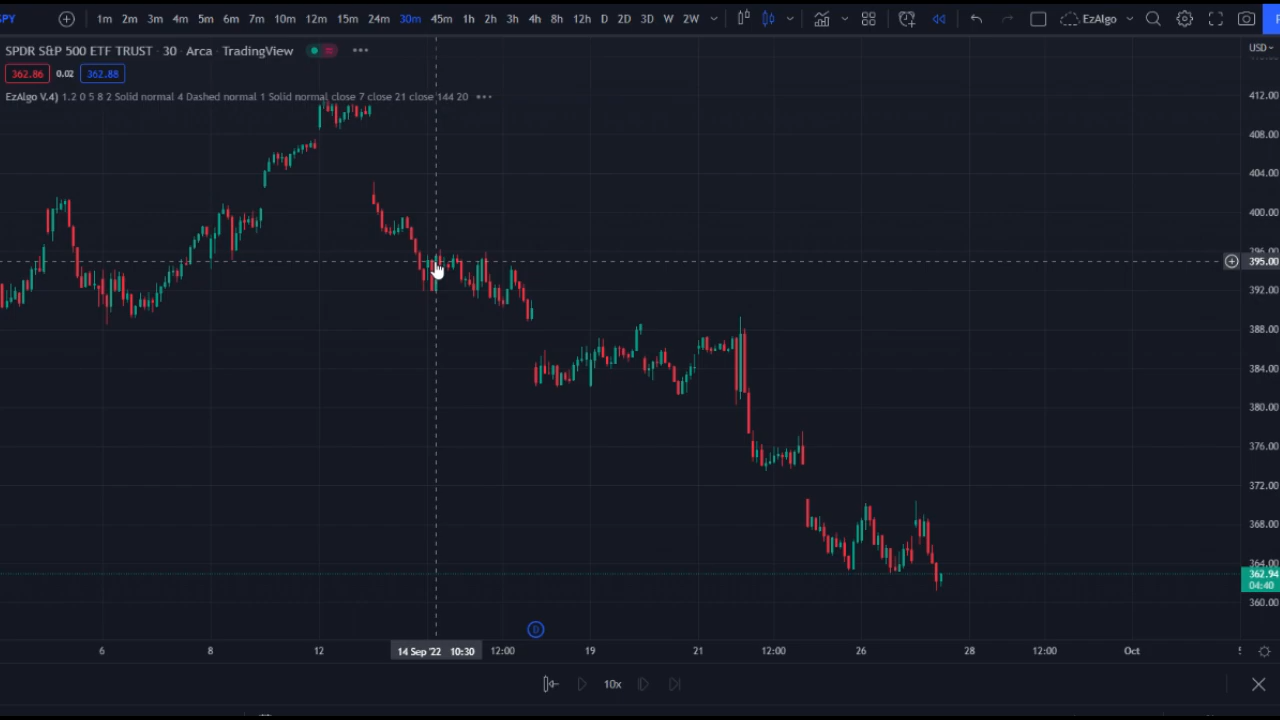 SPY 1m 2m 3m 4m 5m 6m 7m 10m 12m 15m 24m 30m 45m 1h 2h 3h 4h 8h 12h D 2D 3D W 2W EzAlgo
SPDR S&P 500 ETF TRUST · 30 · Arca · TradingView
USD
362.86 0.02 362.88
EzAlgo V.4) 1.2 0 5 8 2 Solid normal 4 Dashed normal 1 Solid normal close 7 close 21 close 144 20
412.00
408.00
404.00
400.00
396.00
395.00
392.00
388.00
384.00
380.00
376.00
372.00
368.00
364.00
362.94
04:40
360.00
D
6 8 12 14 Sep '22 10:30 12:00 19 21 12:00 26 28 12:00 Oct 5
10x